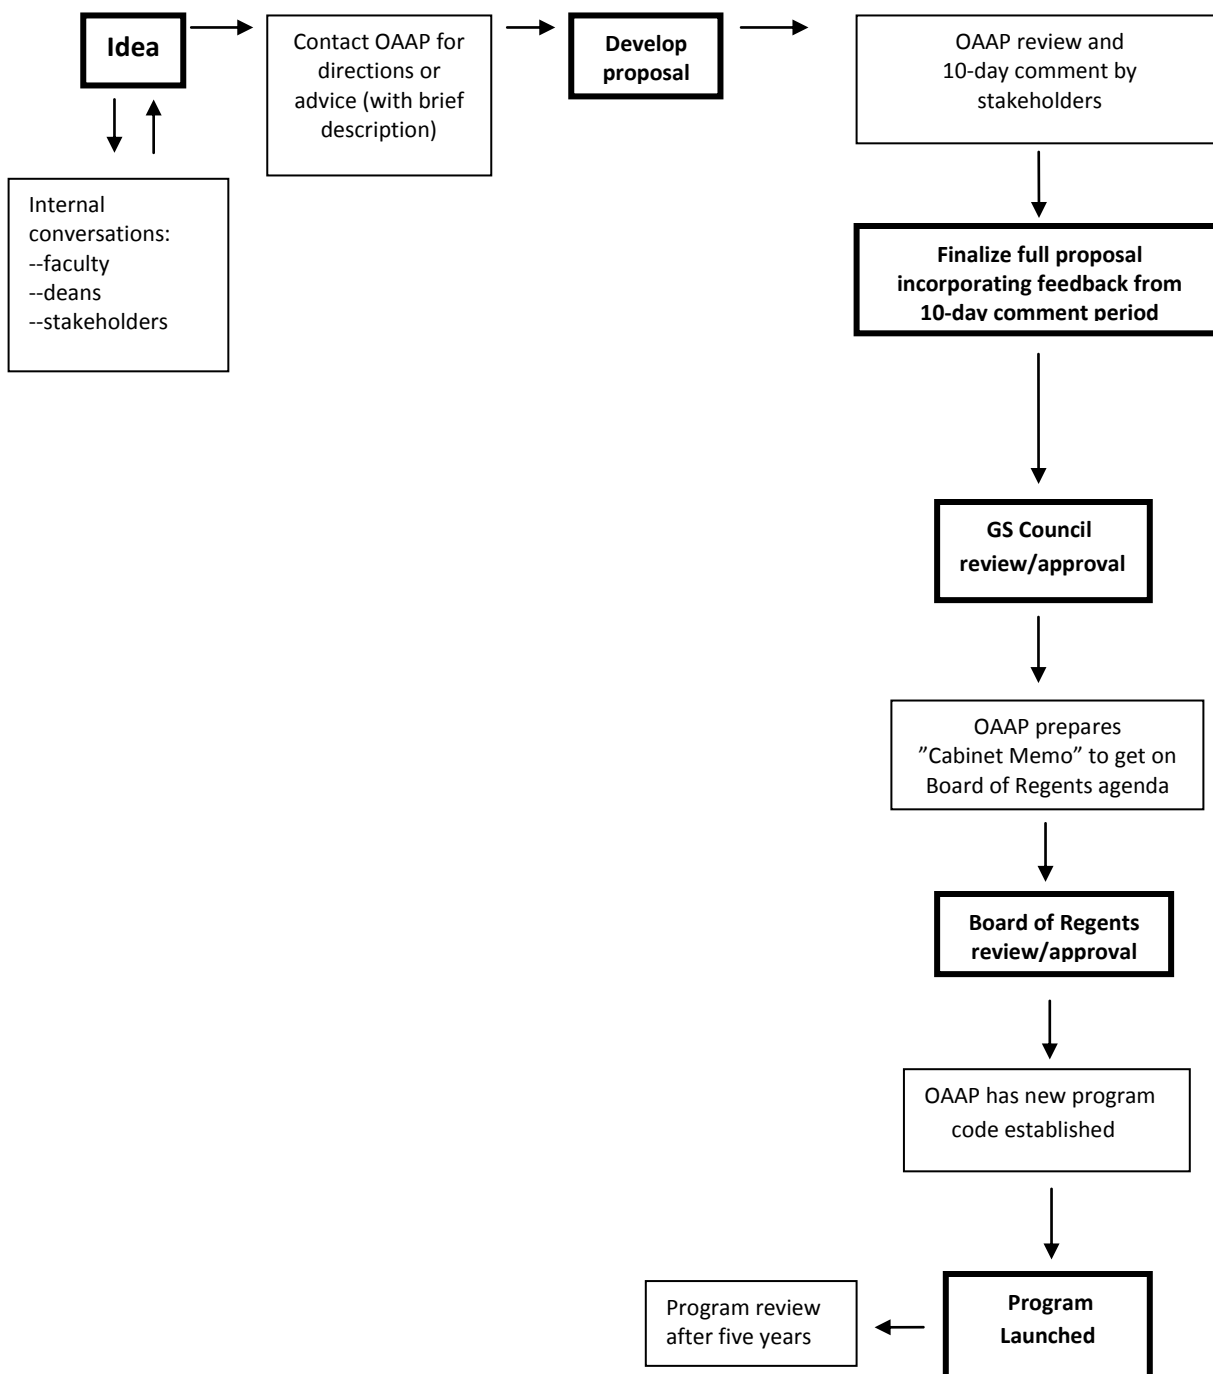 Idea
Contact OAAP for
directions or
advice (with brief
description)
Develop
proposal
OAAP review and
10-day comment by
stakeholders
Internal
conversations:
--faculty
--deans
--stakeholders
Finalize full proposal
incorporating feedback from
10-day comment period
GS Council
review/approval
OAAP prepares
”Cabinet Memo” to get on
Board of Regents agenda
Board of Regents
review/approval
OAAP has new program
code established
Program
Launched
Program review
after five years